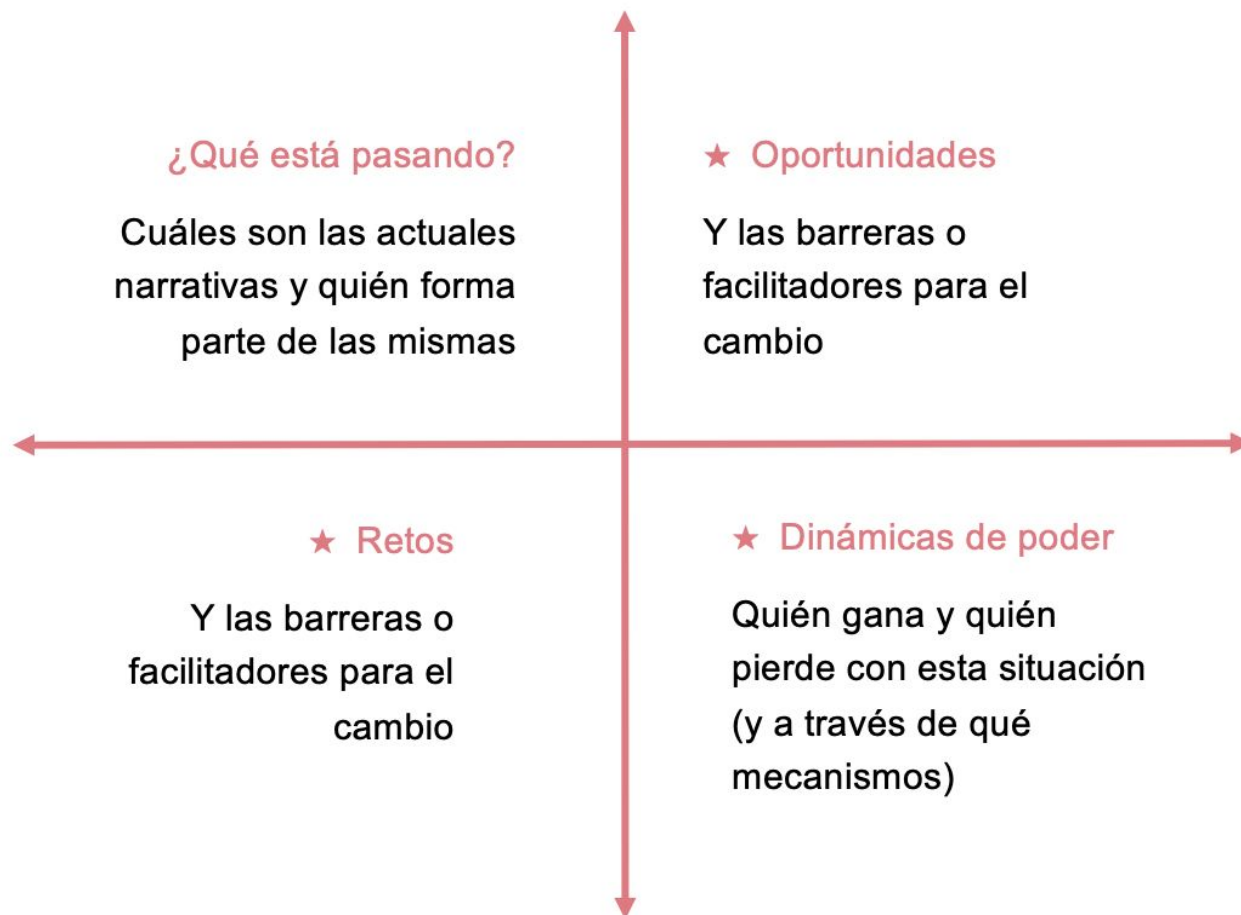 ¿Qué está pasando?
Cuáles son las actuales
narrativas y quién forma
parte de las mismas
★ Oportunidades
Y las barreras o
facilitadores para el
cambio
★ Retos
Y las barreras o
facilitadores para el
cambio
★ Dinámicas de poder
Quién gana y quién
pierde con esta situación
(y a través de qué
mecanismos)